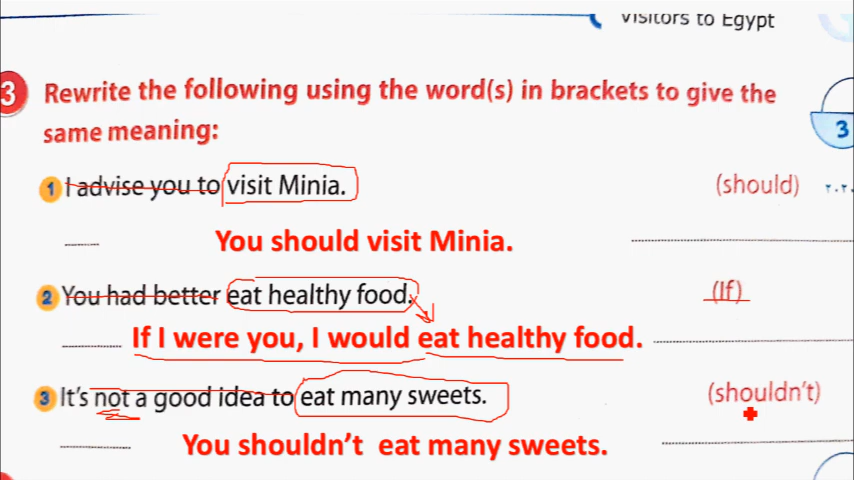 Visitors to Egypt
3 Rewrite the following using the word(s) in brackets to give the
same meaning:
3
1 I advise you to visit Minia. (should)
٢٠٢٠
You should visit Minia.
2 You had better eat healthy food. (If)
If I were you, I would eat healthy food.
3 It's not a good idea to eat many sweets. (shouldn't)
You shouldn't eat many sweets.